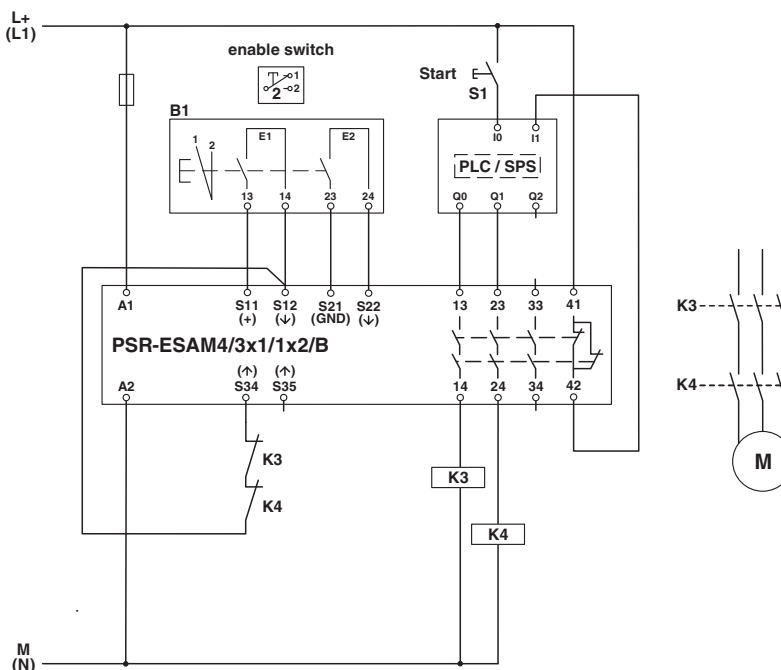 L+
(L1)
enable switch
1
2
2
Start
S1
B1
1 2 E1 E2
13 14 23 24
I0 I1
PLC / SPS
Q0 Q1 Q2
A1 S11 S12 S21 S22 13 23 33 41
(+) (↓) (GND) (↓)
PSR-ESAM4/3x1/1x2/B
(↑) (↑)
A2 S34 S35 14 24 34 42
K3
K4
K3
K4
K3
K4
M
M
(N)